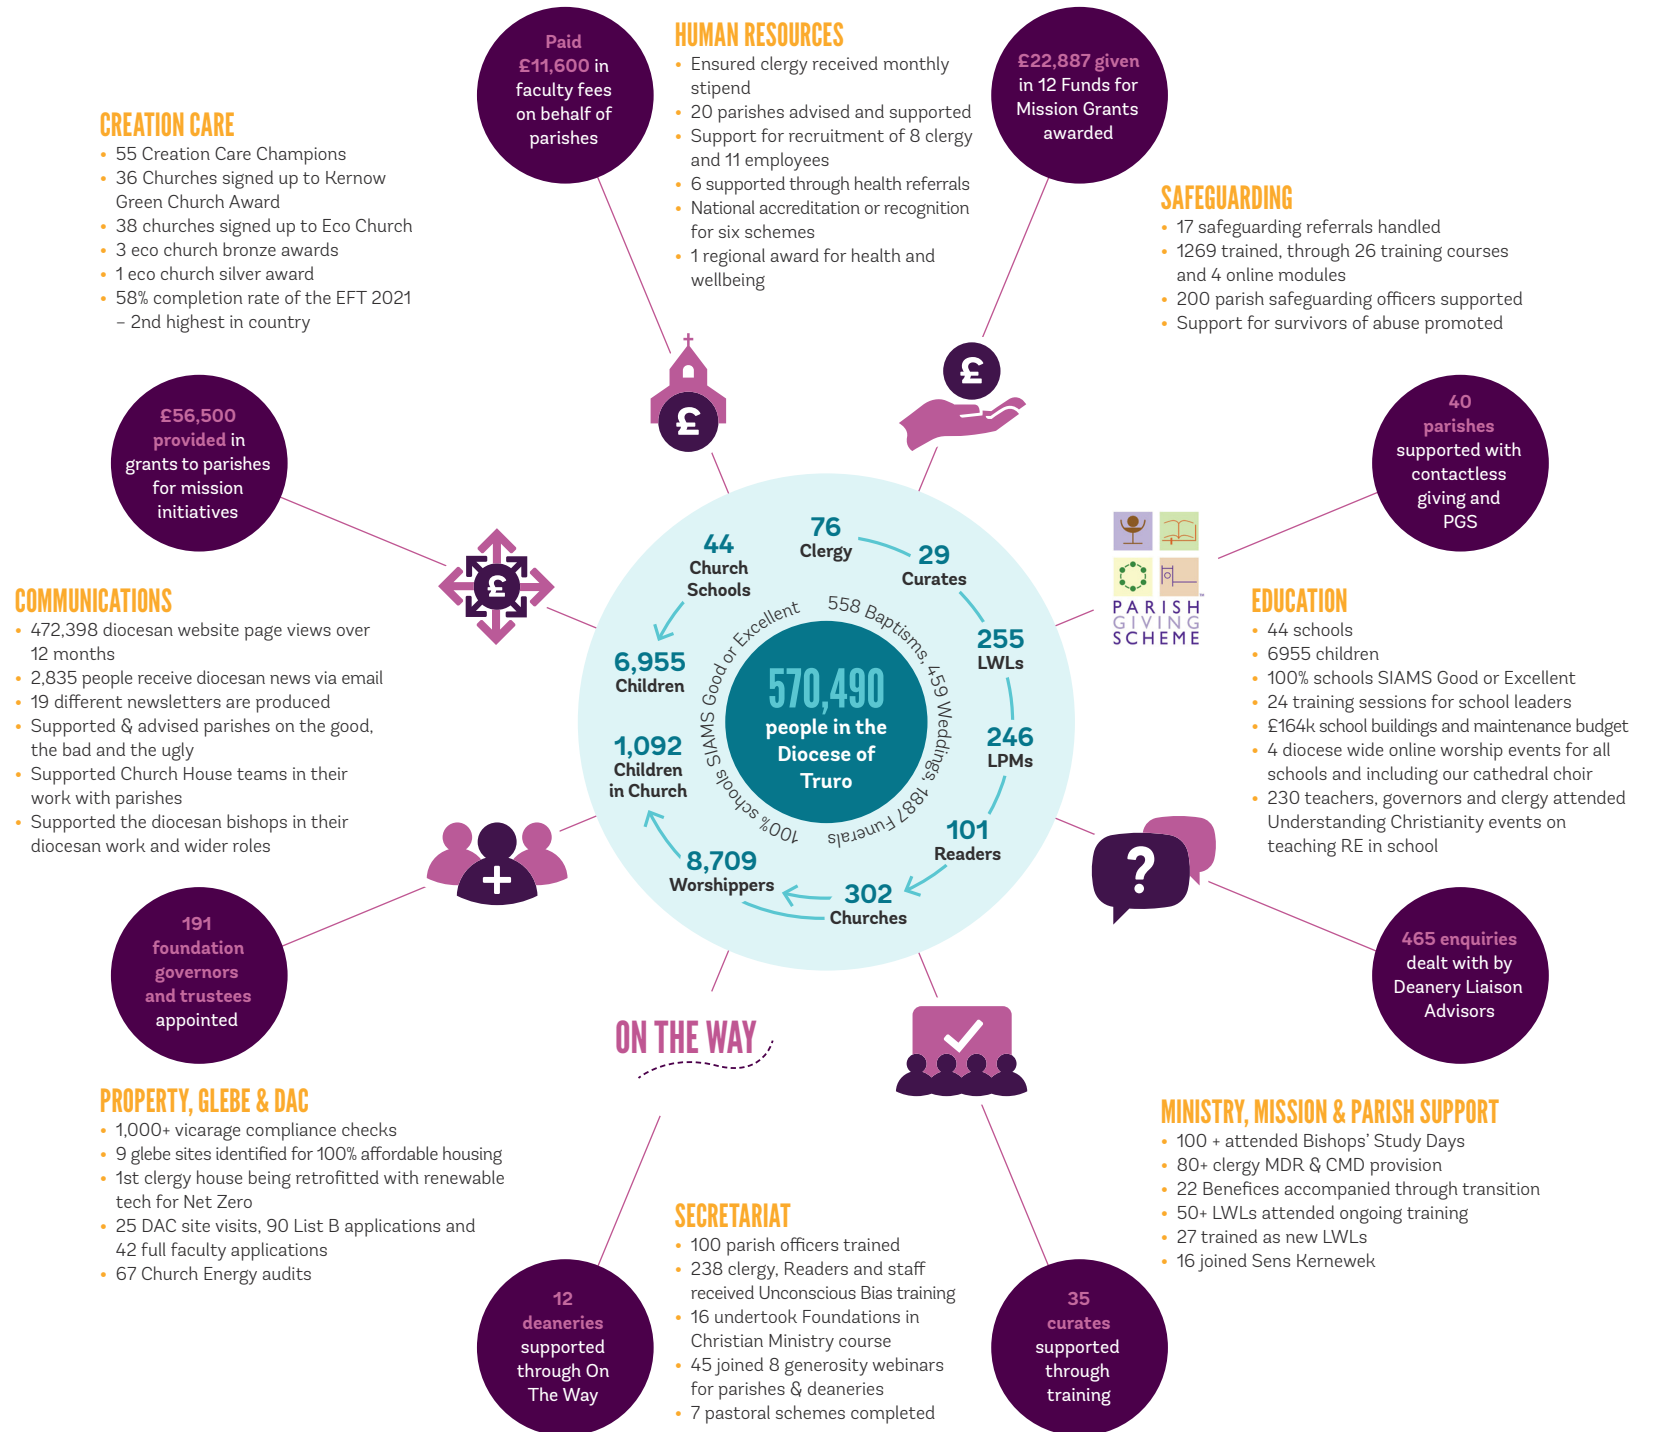 Paid
£11,600 in
faculty fees
on behalf of
parishes
HUMAN RESOURCES
• Ensured clergy received monthly
stipend
• 20 parishes advised and supported
• Support for recruitment of 8 clergy
and 11 employees
• 6 supported through health referrals
• National accreditation or recognition
for six schemes
• 1 regional award for health and
wellbeing
£22,887 given
in 12 Funds for
Mission Grants
awarded
CREATION CARE
• 55 Creation Care Champions
• 36 Churches signed up to Kernow
Green Church Award
• 38 churches signed up to Eco Church
• 3 eco church bronze awards
• 1 eco church silver award
• 58% completion rate of the EFT 2021
– 2nd highest in country
SAFEGUARDING
• 17 safeguarding referrals handled
• 1269 trained, through 26 training courses
and 4 online modules
• 200 parish safeguarding officers supported
• Support for survivors of abuse promoted
£
£
£56,500
provided in
grants to parishes
for mission
initiatives
40
parishes
supported with
contactless
giving and
PGS
£
PARISH
GIVING
SCHEME
™
COMMUNICATIONS
• 472,398 diocesan website page views over
12 months
• 2,835 people receive diocesan news via email
• 19 different newsletters are produced
• Supported & advised parishes on the good,
the bad and the ugly
• Supported Church House teams in their
work with parishes
• Supported the diocesan bishops in their
diocesan work and wider roles
76
Clergy
29
Curates
255
LWLs
246
LPMs
101
Readers
302
Churches
8,709
Worshippers
1,092
Children
in Church
44
Church
Schools
6,955
Children
558 Baptisms, 459 Weddings, 1887 Funerals
100% schools SIAMS Good or Excellent
570,490
people in the
Diocese of
Truro
EDUCATION
• 44 schools
• 6955 children
• 100% schools SIAMS Good or Excellent
• 24 training sessions for school leaders
• £164k school buildings and maintenance budget
• 4 diocese wide online worship events for all
schools and including our cathedral choir
• 230 teachers, governors and clergy attended
Understanding Christianity events on
teaching RE in school
?
191
foundation
governors
and trustees
appointed
465 enquiries
dealt with by
Deanery Liaison
Advisors
ON THE WAY
PROPERTY, GLEBE & DAC
• 1,000+ vicarage compliance checks
• 9 glebe sites identified for 100% affordable housing
• 1st clergy house being retrofitted with renewable
tech for Net Zero
• 25 DAC site visits, 90 List B applications and
42 full faculty applications
• 67 Church Energy audits
MINISTRY, MISSION & PARISH SUPPORT
• 100 + attended Bishops’ Study Days
• 80+ clergy MDR & CMD provision
• 22 Benefices accompanied through transition
• 50+ LWLs attended ongoing training
• 27 trained as new LWLs
• 16 joined Sens Kernewek
12
deaneries
supported
through On
The Way
SECRETARIAT
• 100 parish officers trained
• 238 clergy, Readers and staff
received Unconscious Bias training
• 16 undertook Foundations in
Christian Ministry course
• 45 joined 8 generosity webinars
for parishes & deaneries
• 7 pastoral schemes completed
35
curates
supported
through
training